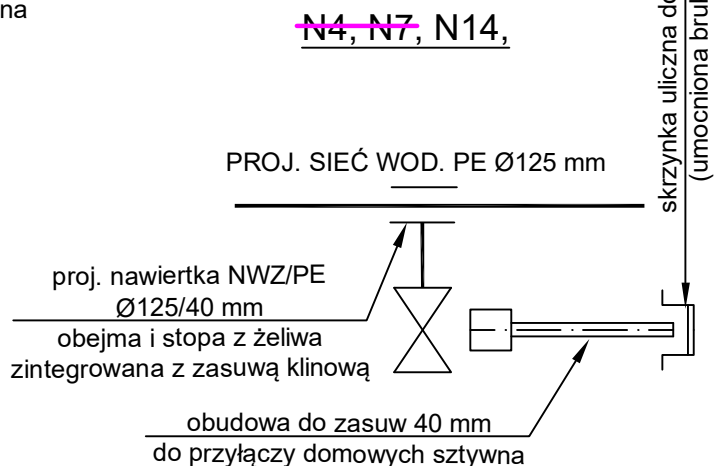 na
N4, N7, N14,
skrzynka uliczna do
(umocniona bruk
PROJ. SIEĆ WOD. PE Ø125 mm
proj. nawiertka NWZ/PE
Ø125/40 mm
obejma i stopa z żeliwa
zintegrowana z zasuwą klinową
obudowa do zasuw 40 mm
do przyłączy domowych sztywna